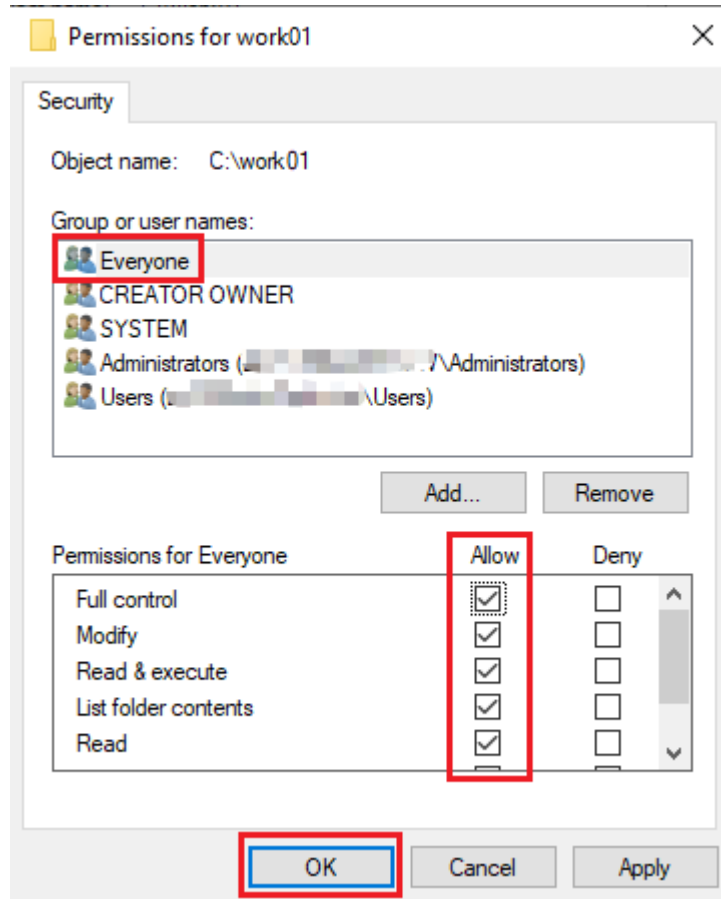 Permissions for work01
Security
Object name: C:\work01
Group or user names:
Everyone
CREATOR OWNER
SYSTEM
Administrators ( \Administrators)
Users ( \Users)
Add... Remove
Permissions for Everyone Allow Deny
Full control
Modify
Read & execute
List folder contents
Read
OK Cancel Apply